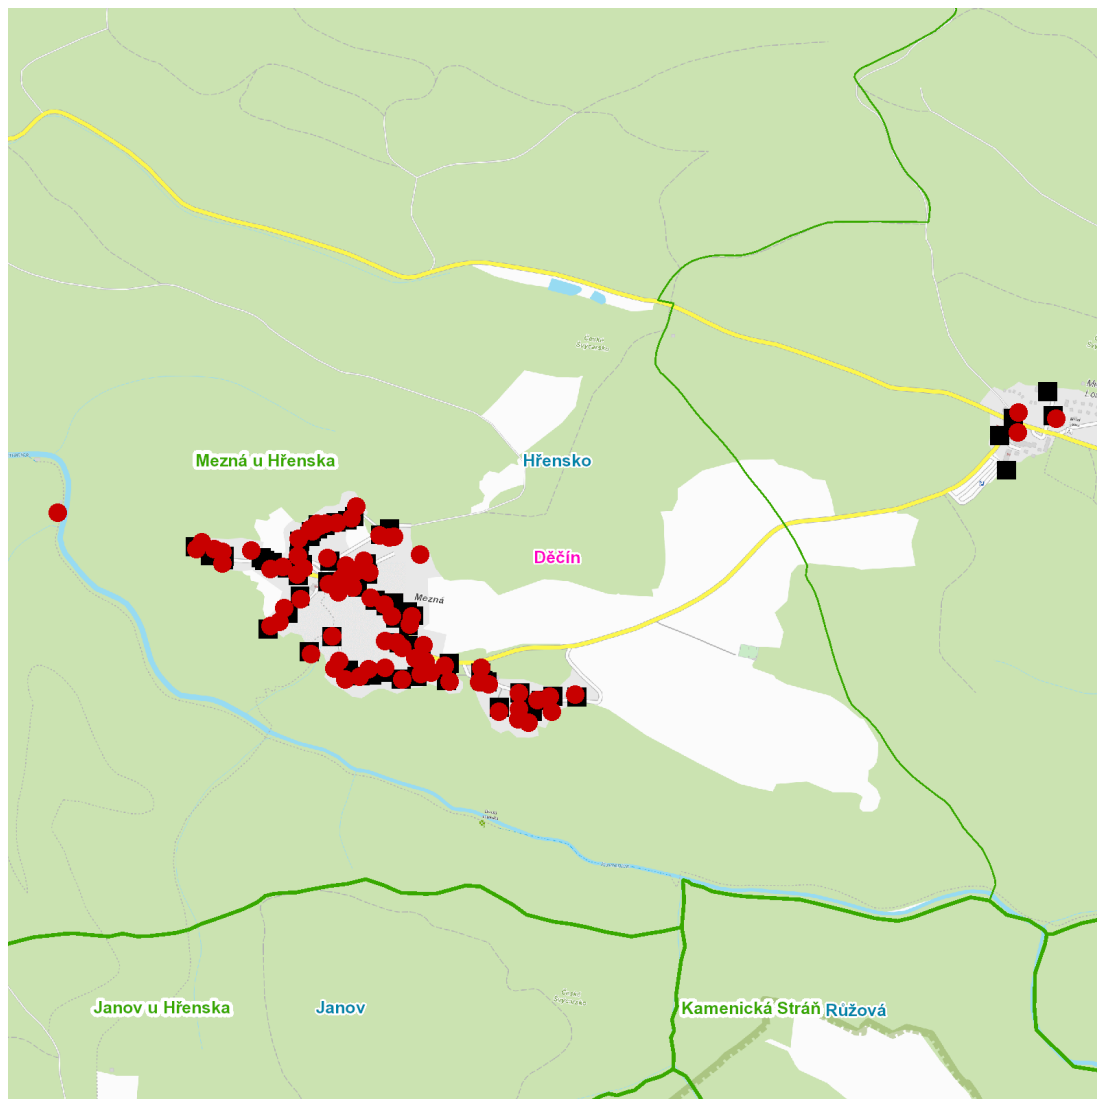 Mezná u Hřenska
Hřensko
Děčín
Mezná
Janov u Hřenska
Janov
Kamenická Stráň
Růžová